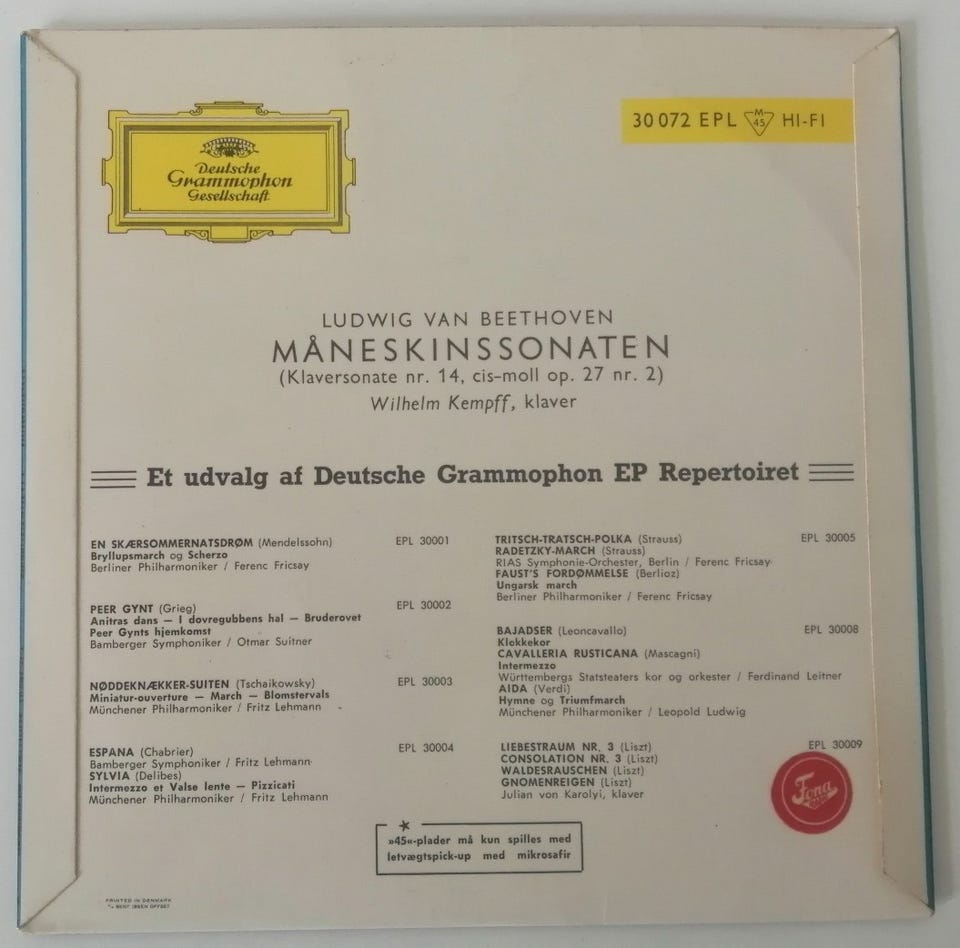 Deutsche
Grammophon
Gesellschaft
30 072 EPL M 45 HI-FI
LUDWIG VAN BEETHOVEN
MÅNESKINSSONATEN
(Klaversonate nr. 14, cis-moll op. 27 nr. 2)
Wilhelm Kempff, klaver
Et udvalg af Deutsche Grammophon EP Repertoiret
EN SKÆRSOMMERNATSDRØM (Mendelssohn) EPL 30001
Bryllupsmarch og Scherzo
Berliner Philharmoniker / Ferenc Fricsay
PEER GYNT (Grieg) EPL 30002
Anitras dans — I dovregubbens hal — Bruderovet
Peer Gynts hjemkomst
Bamberger Symphoniker / Otmar Suitner
NØDDEKNÆKKER-SUITEN (Tschaikowsky) EPL 30003
Miniatur-ouverture — March — Blomstervals
Münchener Philharmoniker / Fritz Lehmann
ESPANA (Chabrier) EPL 30004
Bamberger Symphoniker / Fritz Lehmann
SYLVIA (Delibes)
Intermezzo et Valse lente — Pizzicati
Münchener Philharmoniker / Fritz Lehmann
TRITSCH-TRATSCH-POLKA (Strauss) EPL 30005
RADETZKY-MARCH (Strauss)
RIAS Symphonie-Orchester, Berlin / Ferenc Fricsay
FAUST'S FORDØMMELSE (Berlioz)
Ungarsk march
Berliner Philharmoniker / Ferenc Fricsay
BAJADSER (Leoncavallo) EPL 30008
Klokkekor
CAVALLERIA RUSTICANA (Mascagni)
Intermezzo
Württembergs Statsteaters kor og orkester / Ferdinand Leitner
AIDA (Verdi)
Hymne og Triumfmarch
Münchener Philharmoniker / Leopold Ludwig
LIEBESTRAUM NR. 3 (Liszt) EPL 30009
CONSOLATION NR. 3 (Liszt)
WALDESRAUSCHEN (Liszt)
GNOMENREIGEN (Liszt)
Julian von Karolyi, klaver
Fona
RADIO
»45«-plader må kun spilles med
letvægtspick-up med mikrosafir
PRINTED IN DENMARK
BENT IBSEN OFFSET